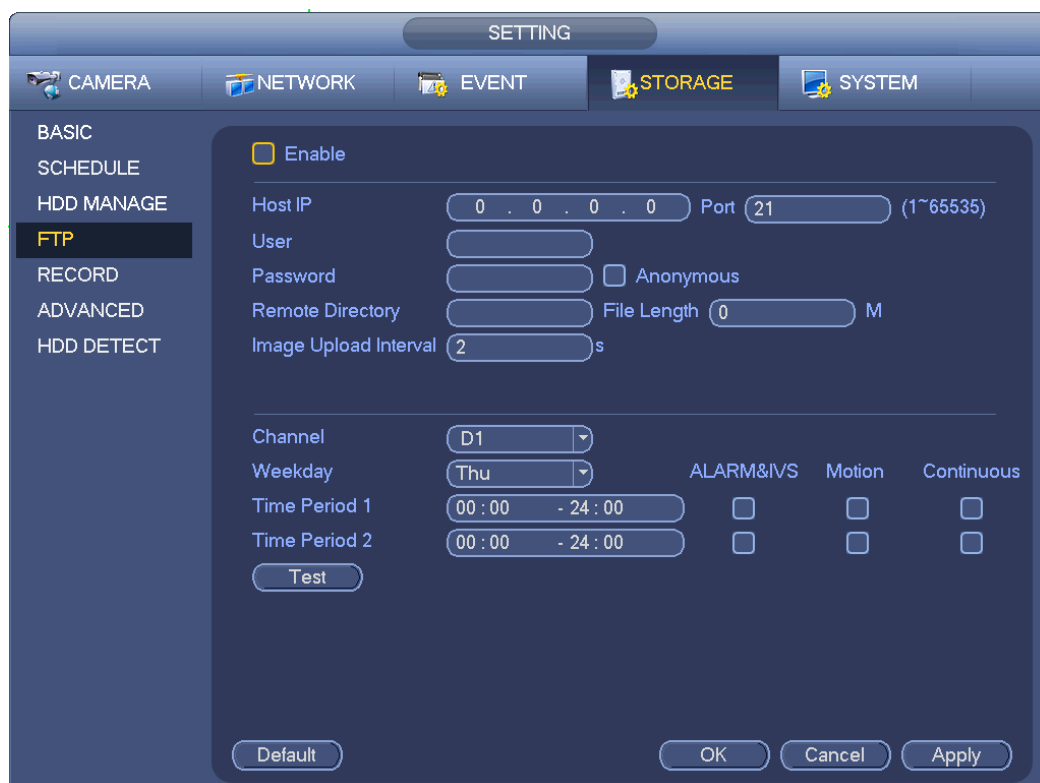 SETTING
CAMERA NETWORK EVENT STORAGE SYSTEM
BASIC
SCHEDULE
HDD MANAGE
FTP
RECORD
ADVANCED
HDD DETECT
Enable
Host IP 0 . 0 . 0 . 0 Port 21 (1~65535)
User
Password Anonymous
Remote Directory File Length 0 M
Image Upload Interval 2 s
Channel D1
Weekday Thu ALARM&IVS Motion Continuous
Time Period 1 00 : 00 - 24 : 00
Time Period 2 00 : 00 - 24 : 00
Test
Default OK Cancel Apply